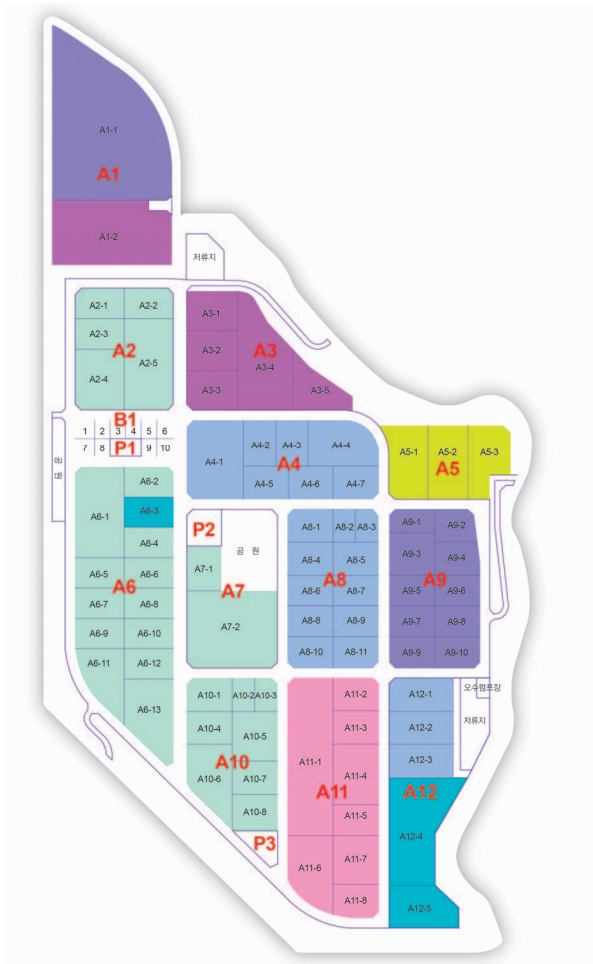 A1-1
A1
A1-2
저류지
A2-1 A2-2
A2-3
A2
A2-4 A2-5
A3-1
A3-2
A3
A3-4
A3-3 A3-5
B1
1 2 3 4 5 6
7 8 P1 9 10
공원
A4-1
A4-2 A4-3 A4-4
A4
A4-5 A4-6 A4-7
A5-1 A5-2 A5-3
A5
A6-1
A6-2
A6-3
A6-4
A6-5 A6-6
A6
A6-7 A6-8
A6-9 A6-10
A6-11 A6-12
A6-13
P2
공 원
A7-1
A7
A7-2
A8-1 A8-2 A8-3
A8-4 A8-5
A8
A8-6 A8-7
A8-8 A8-9
A8-10 A8-11
A9-1 A9-2
A9-3 A9-4
A9
A9-5 A9-6
A9-7 A9-8
A9-9 A9-10
A10-1 A10-2 A10-3
A10-4 A10-5
A10
A10-6 A10-7
A10-8
P3
A11-1
A11-2
A11-3
A11-4
A11
A11-5
A11-6 A11-7
A11-8
A12-1
오수펌프장
A12-2
저류지
A12-3
A12
A12-4
A12-5